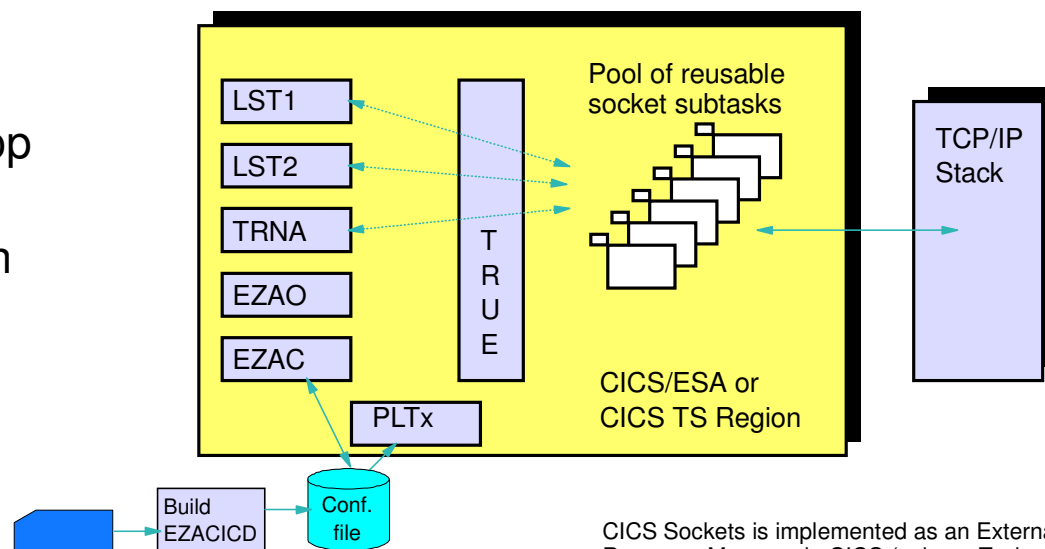 op
n
LST1
LST2
TRNA
EZAO
EZAC
PLTx
T
R
U
E
Pool of reusable
socket subtasks
CICS/ESA or
CICS TS Region
TCP/IP
Stack
Build
EZACICD
Conf.
file
CICS Sockets is implemented as an Externa